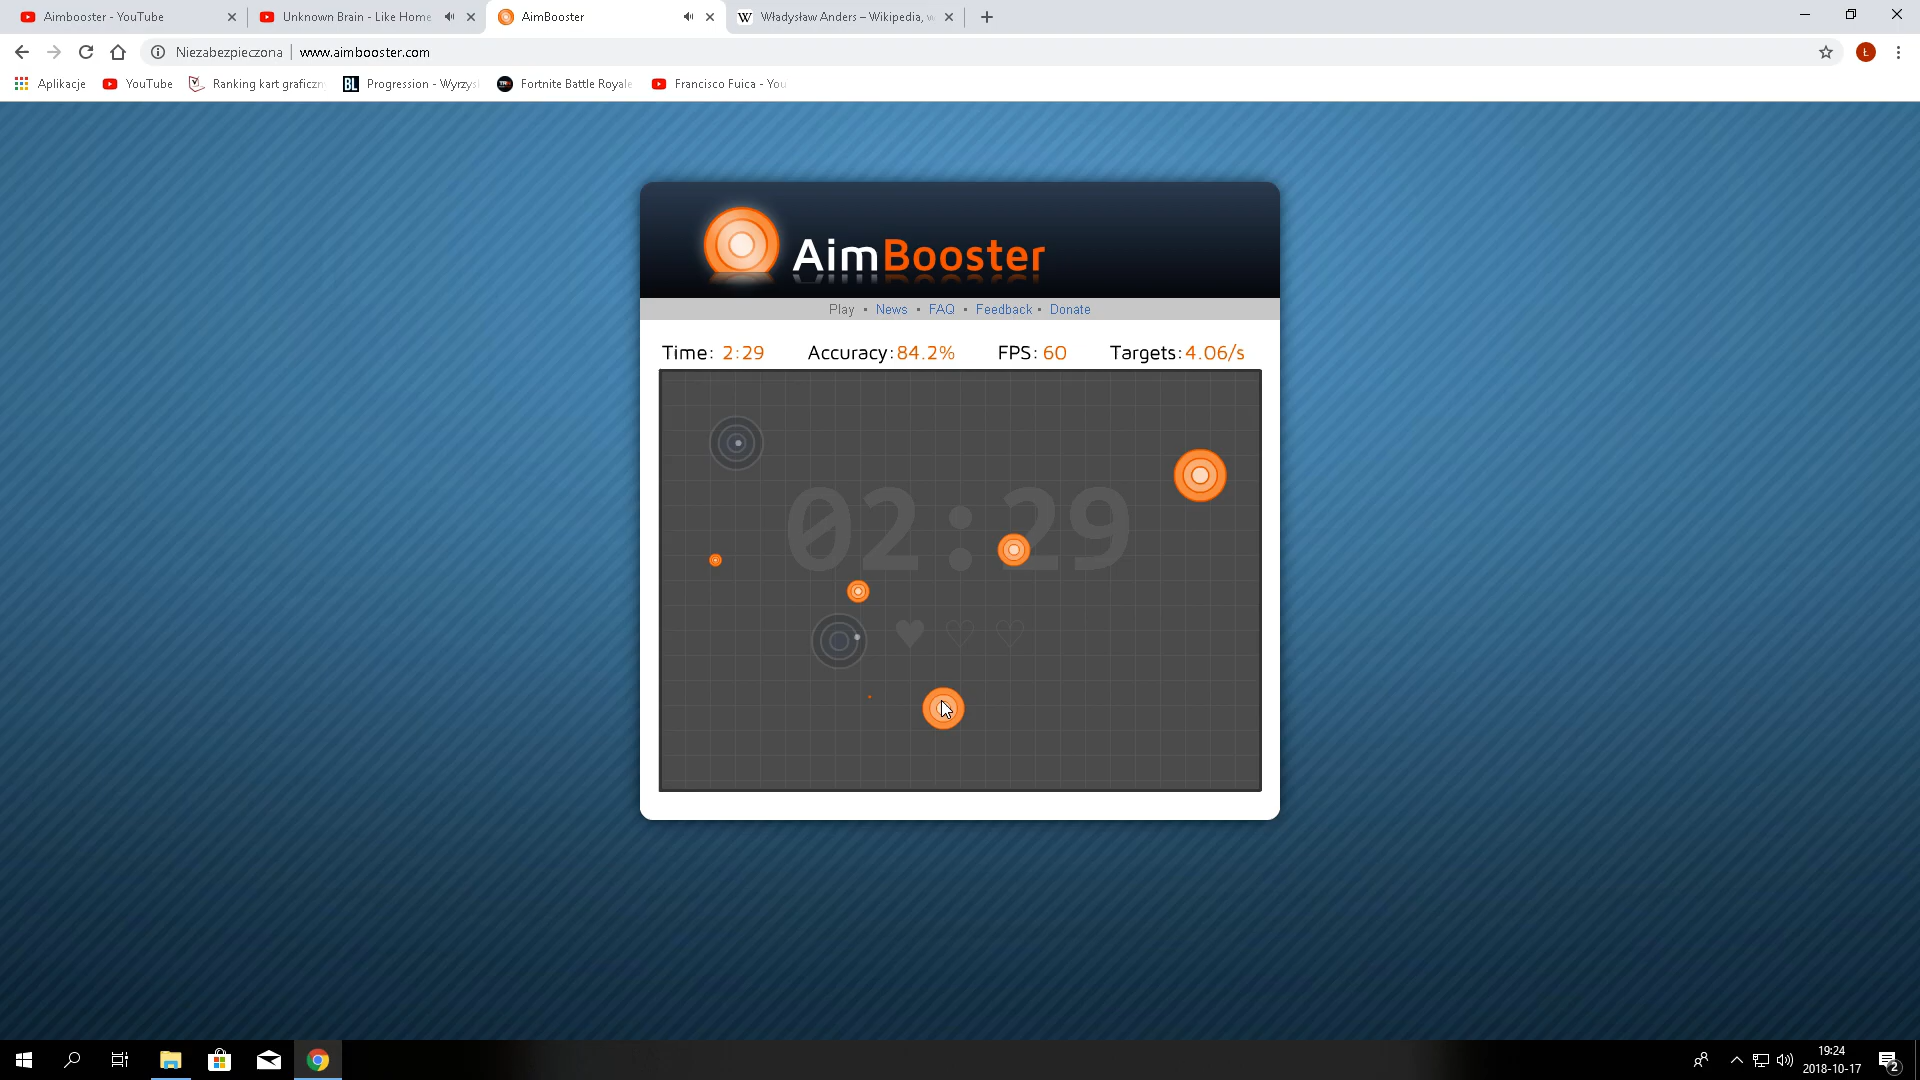 Aimbooster - YouTube
Unknown Brain - Like Home
AimBooster
Władysław Anders – Wikipedia,
Niezabezpieczona | www.aimbooster.com
Ł
Aplikacje
YouTube
Ranking kart graficzn
BL
Progression - Wyrzys
Fortnite Battle Royale
Francisco Fuica - You
AimBooster
Play • News • FAQ • Feedback • Donate
Time: 2:29 Accuracy: 84.2% FPS: 60 Targets: 4.06/s
02:29
19:24
2018-10-17
2